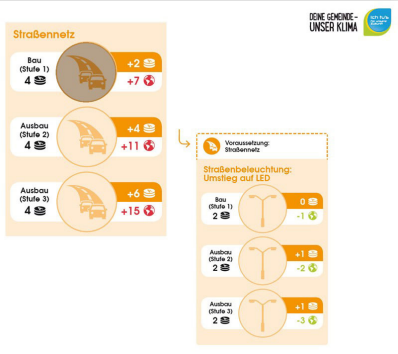 DEINE GEMEINDE –
UNSER KLIMA
Straßennetz
Bau
(Stufe 1)
4
+2
+7
Ausbau
(Stufe 2)
4
+4
+11
Ausbau
(Stufe 3)
4
+6
+15
Voraussetzung:
Straßennetz
Straßenbeleuchtung:
Umstieg auf LED
Bau
(Stufe 1)
2
0
-1
Ausbau
(Stufe 2)
2
+1
-2
Ausbau
(Stufe 3)
2
+1
-3